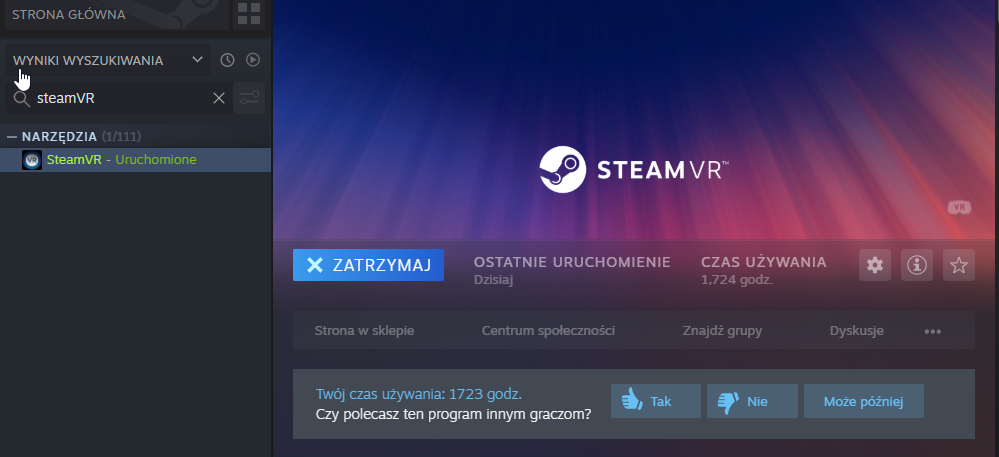 STRONA GŁÓWNA
WYNIKI WYSZUKIWANIA
steamVR
NARZĘDZIA (1/111)
VR SteamVR - Uruchomione
STEAMVR™
VR
ZATRZYMAJ
OSTATNIE URUCHOMIENIE
Dzisiaj
CZAS UŻYWANIA
1,724 godz.
Strona w sklepie Centrum społeczności Znajdź grupy Dyskusje •••
Twój czas używania: 1723 godz.
Czy polecasz ten program innym graczom?
Tak Nie Może później